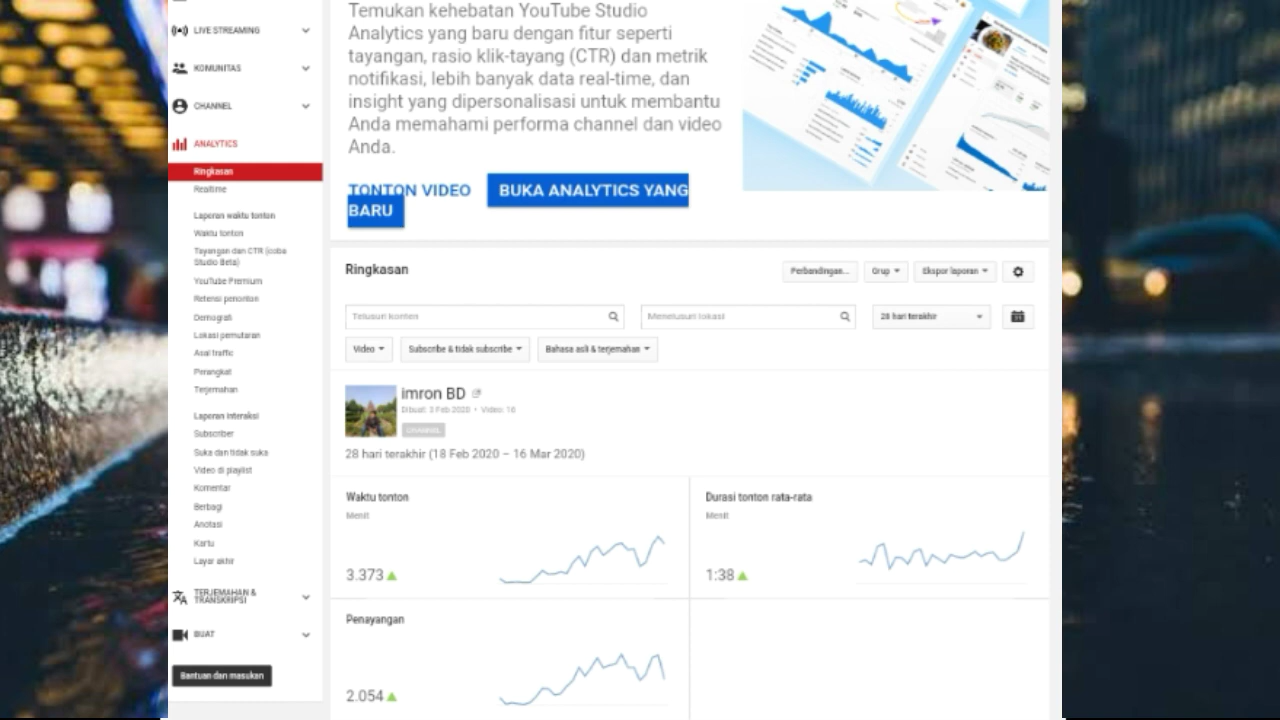 Temukan kehebatan YouTube Studio
Analytics yang baru dengan fitur seperti
tayangan, rasio klik-tayang (CTR) dan metrik
notifikasi, lebih banyak data real-time, dan
insight yang dipersonalisasi untuk membantu
Anda memahami performa channel dan video
Anda.
TONTON VIDEO BUKA ANALYTICS YANG
BARU
LIVE STREAMING
KOMUNITAS
CHANNEL
ANALYTICS
Ringkasan
Realtime
Laporan waktu tonton
Waktu tonton
Tayangan dan CTR (coba
Studio Beta)
YouTube Premium
Retensi penonton
Demografi
Lokasi pemutaran
Asal traffic
Perangkat
Terjemahan
Laporan interaksi
Subscriber
Suka dan tidak suka
Video di playlist
Komentar
Berbagi
Anotasi
Kartu
Layar akhir
TERJEMAHAN &
TRANSKRIPSI
BUAT
Bantuan dan masukan
Ringkasan
Perbandingan... Grup Ekspor laporan
Telusuri konten Menelusuri lokasi 28 hari terakhir
Video Subscribe & tidak subscribe Bahasa asli & terjemahan
imron BD
Dibuat: 3 Feb 2020 • Video: 16
CHANNEL
28 hari terakhir (18 Feb 2020 – 16 Mar 2020)
Waktu tonton
Menit
3.373
Durasi tonton rata-rata
Menit
1:38
Penayangan
2.054